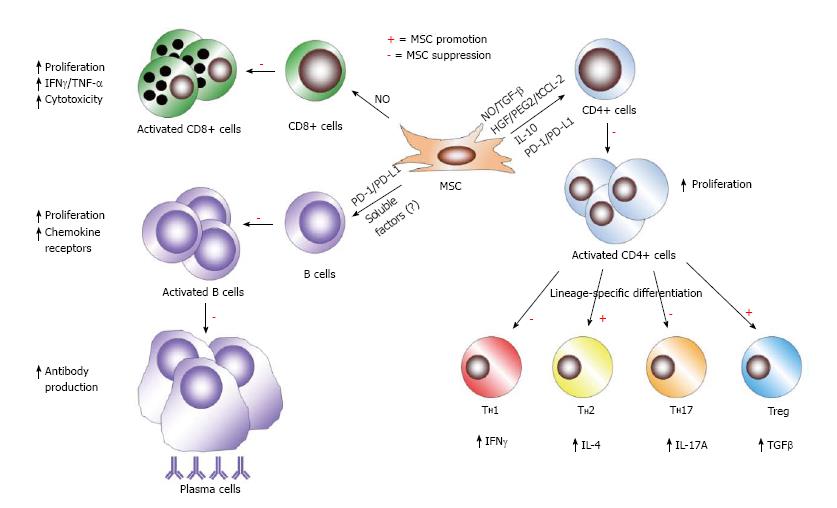 + = MSC promotion
- = MSC suppression
↑ Proliferation
↑ IFNγ/TNF-α
↑ Cytotoxicity
-
Activated CD8+ cells
CD8+ cells
NO
NO/TGF-β
HGF/PEG2/tCCL-2
IL-10
PD-1/PD-L1
CD4+ cells
-
MSC
PD-1/PD-L1
Soluble
factors (?)
↑ Proliferation
↑ Proliferation
↑ Chemokine
receptors
-
B cells
Activated B cells
-
Activated CD4+ cells
Lineage-specific differentiation
-
+
-
+
↑ Antibody
production
Plasma cells
TH1
TH2
TH17
Treg
↑ IFNγ
↑ IL-4
↑ IL-17A
↑ TGFβ